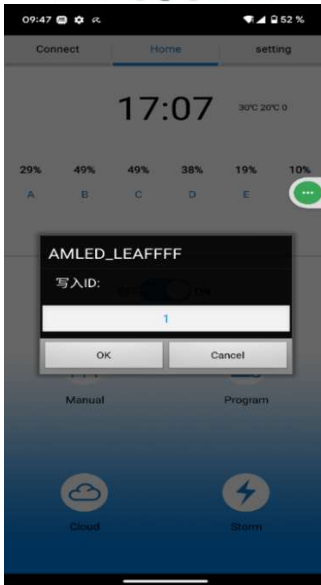 09:47 52 %
Connect Home setting
17:07 30℃ 20℃ 0
29% 49% 49% 38% 19% 10%
A B C D E
AMLED_LEAFFFF
写入ID:
1
OK Cancel
Manual Program
Cloud Storm